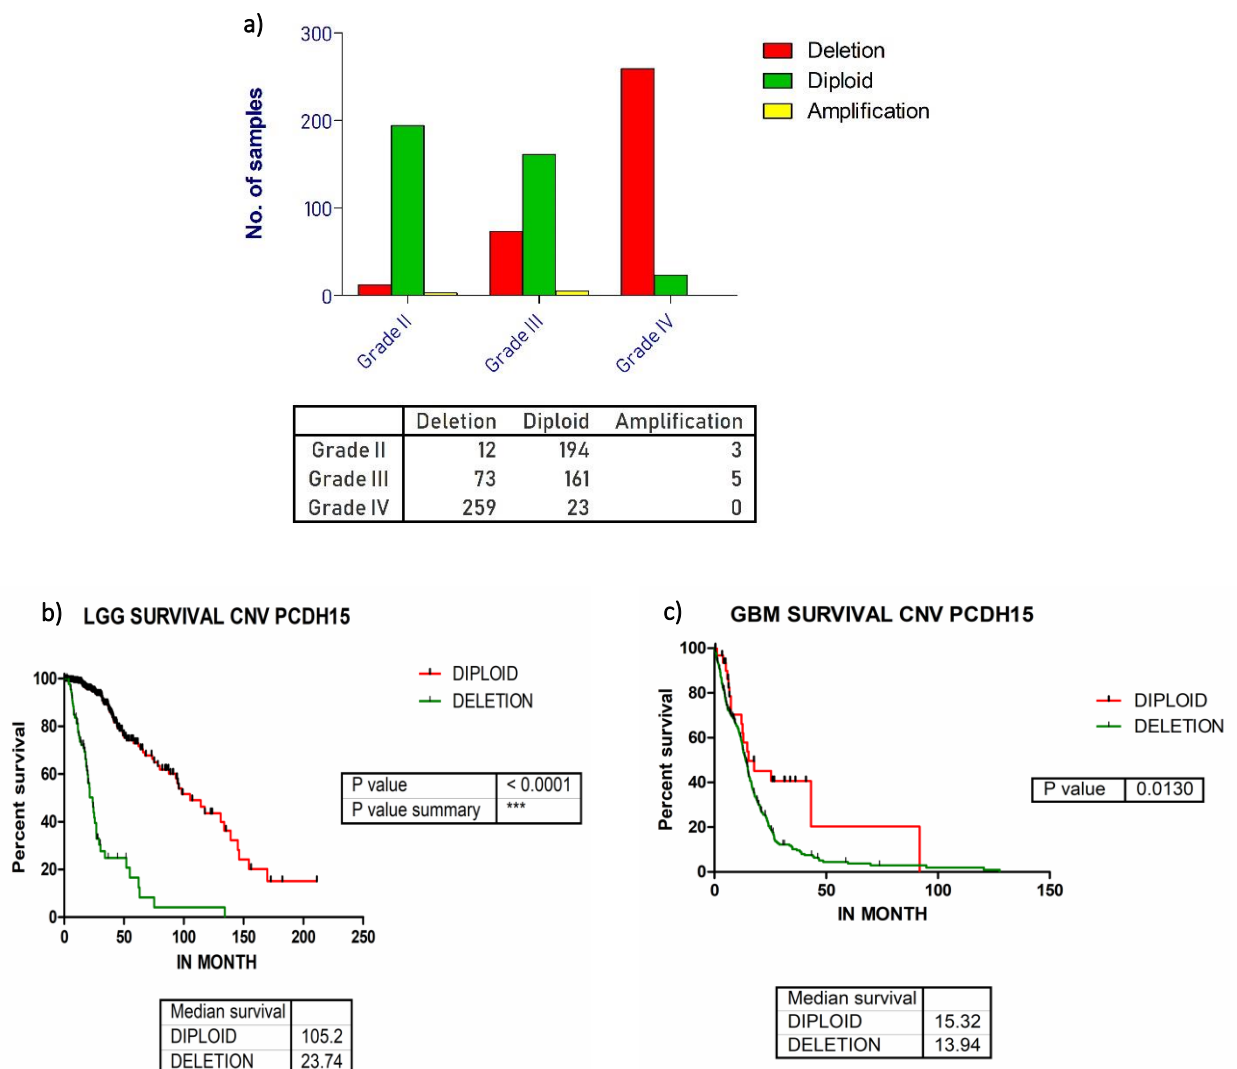 a)
300
200
100
0
No. of samples
Grade II
Grade III
Grade IV
Deletion
Diploid
Amplification
Deletion Diploid Amplification
Grade II 12 194 3
Grade III 73 161 5
Grade IV 259 23 0
b) LGG SURVIVAL CNV PCDH15
100
80
60
40
20
0
Percent survival
0 50 100 150 200 250
IN MONTH
DIPLOID
DELETION
P value < 0.0001
P value summary ***
Median survival
DIPLOID 105.2
DELETION 23.74
c) GBM SURVIVAL CNV PCDH15
100
80
60
40
20
0
Percent survival
0 50 100 150
IN MONTH
DIPLOID
DELETION
P value 0.0130
Median survival
DIPLOID 15.32
DELETION 13.94